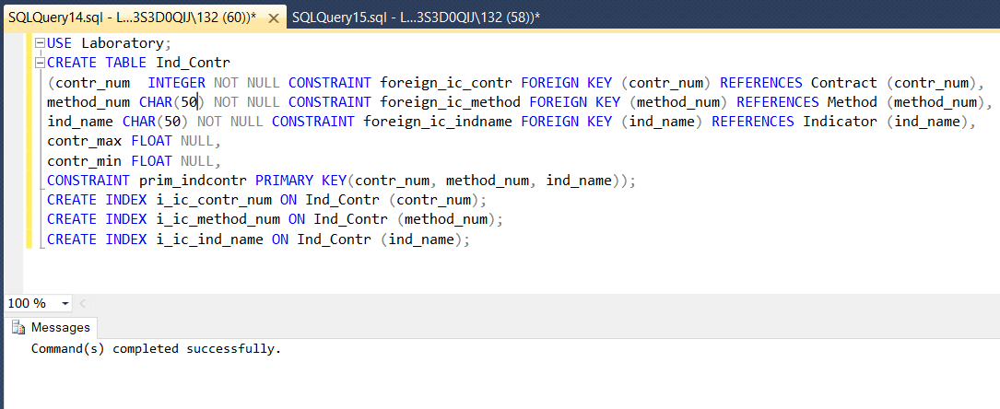 SQLQuery14.sql - L...3S3D0QIJ\132 (60))* SQLQuery15.sql - L...3S3D0QIJ\132 (58))*
USE Laboratory;
CREATE TABLE Ind_Contr
(contr_num  INTEGER NOT NULL CONSTRAINT foreign_ic_contr FOREIGN KEY (contr_num) REFERENCES Contract (contr_num),
method_num CHAR(50) NOT NULL CONSTRAINT foreign_ic_method FOREIGN KEY (method_num) REFERENCES Method (method_num),
ind_name CHAR(50) NOT NULL CONSTRAINT foreign_ic_indname FOREIGN KEY (ind_name) REFERENCES Indicator (ind_name),
contr_max FLOAT NULL,
contr_min FLOAT NULL,
CONSTRAINT prim_indcontr PRIMARY KEY(contr_num, method_num, ind_name));
CREATE INDEX i_ic_contr_num ON Ind_Contr (contr_num);
CREATE INDEX i_ic_method_num ON Ind_Contr (method_num);
CREATE INDEX i_ic_ind_name ON Ind_Contr (ind_name);
100 %
Messages
Command(s) completed successfully.